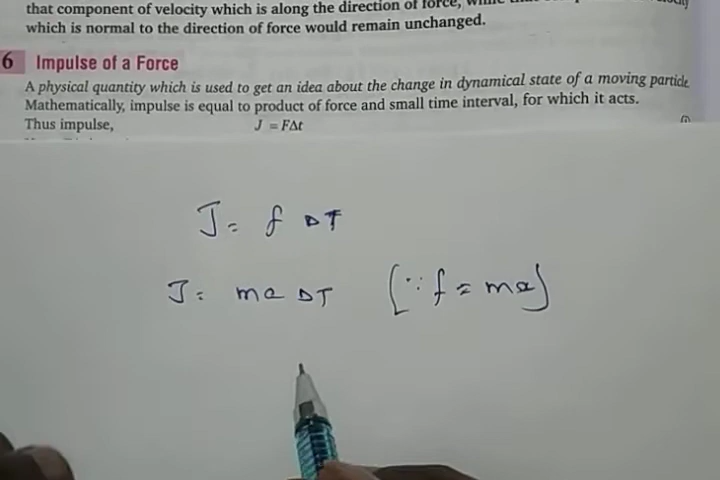 that component of velocity which is along the direction of force,
which is normal to the direction of force would remain unchanged.
6 Impulse of a Force
A physical quantity which is used to get an idea about the change in dynamical state of a moving particle.
Mathematically, impulse is equal to product of force and small time interval, for which it acts.
Thus impulse, J = FΔt
J = f ΔT
J = ma ΔT (∵ f = ma)